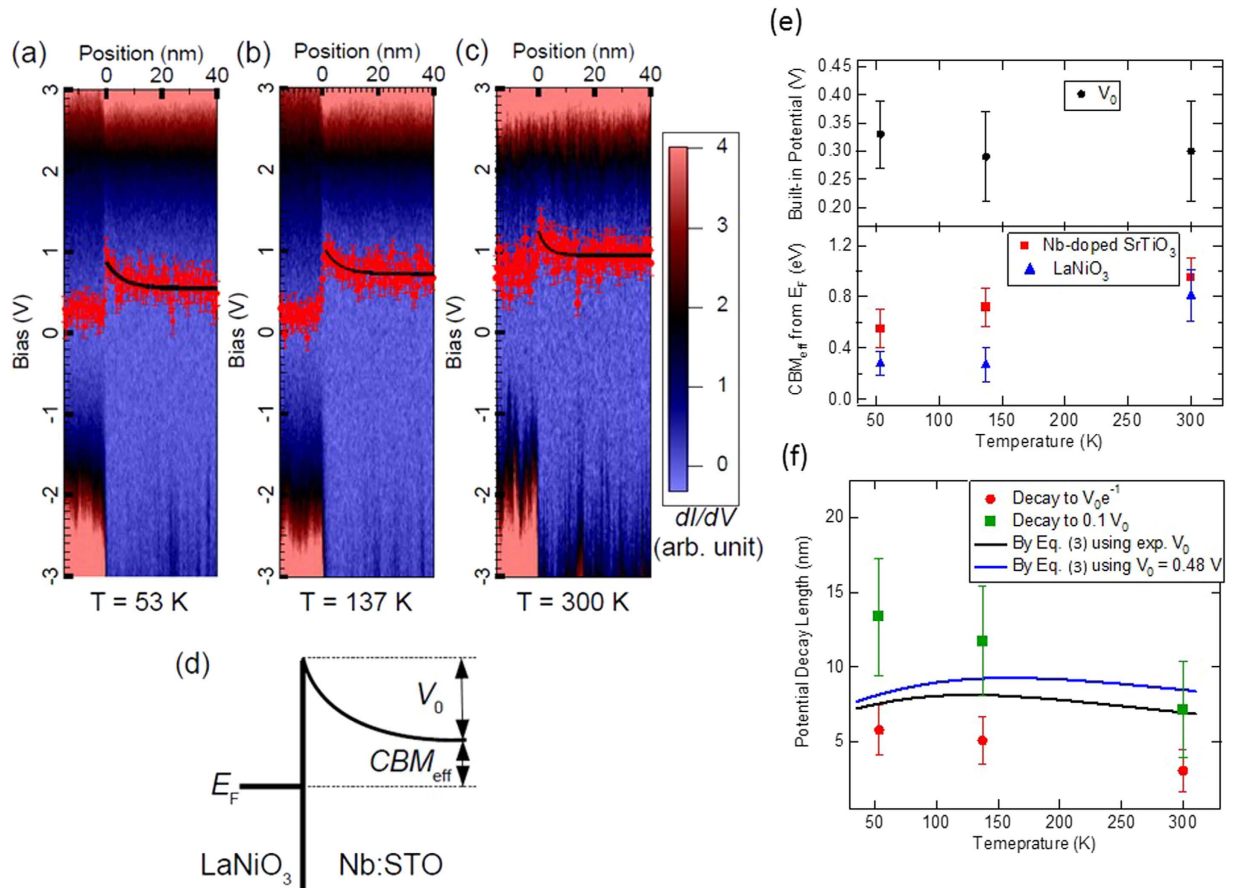 (a)
Position (nm)
0 20 40
3
2
1
0
-1
-2
-3
Bias (V)
T = 53 K
(b)
Position (nm)
0 20 40
3
2
1
0
-1
-2
-3
Bias (V)
T = 137 K
(c)
Position (nm)
0 20 40
3
2
1
0
-1
-2
-3
Bias (V)
T = 300 K
4
3
2
1
0
dI/dV
(arb. unit)
(d)
V₀
CBM_eff
E_F
LaNiO₃ Nb:STO
(e)
0.45
0.40
0.35
0.30
0.25
0.20
Built-in Potential (V)
V₀
1.2
0.8
0.4
0.0
CBM_eff from E_F (eV)
Nb-doped SrTiO₃
LaNiO₃
50 100 150 200 250 300
Temperature (K)
(f)
20
15
10
5
Potential Decay Length (nm)
Decay to V₀e⁻¹
Decay to 0.1 V₀
By Eq. (3) using exp. V₀
By Eq. (3) using V₀ = 0.48 V
50 100 150 200 250 300
Temeprature (K)